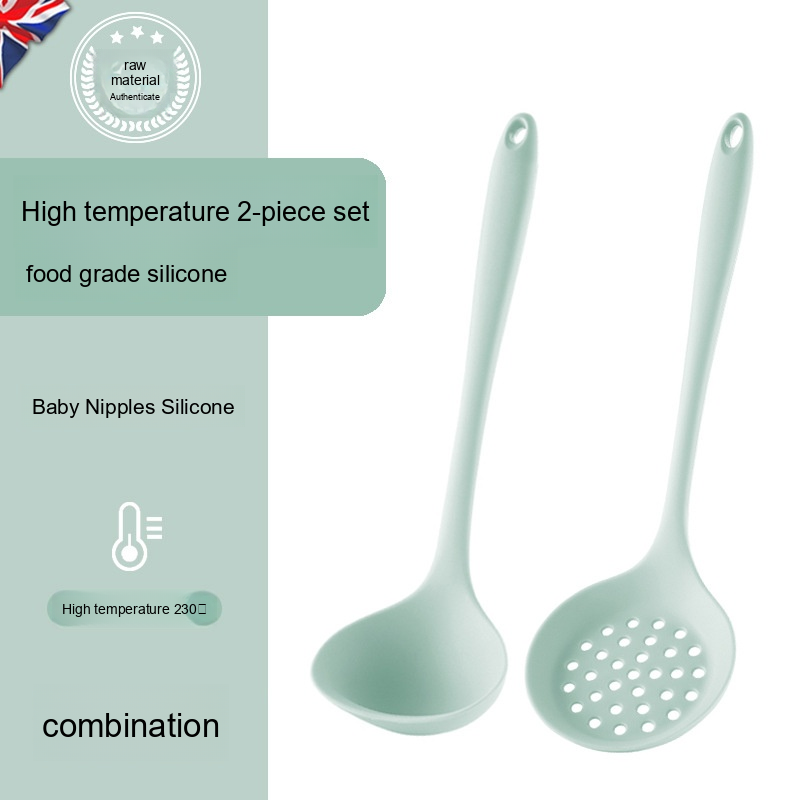 raw
material
Authenticate
High temperature 2-piece set
food grade silicone
Baby Nipples Silicone
High temperature 230
combination